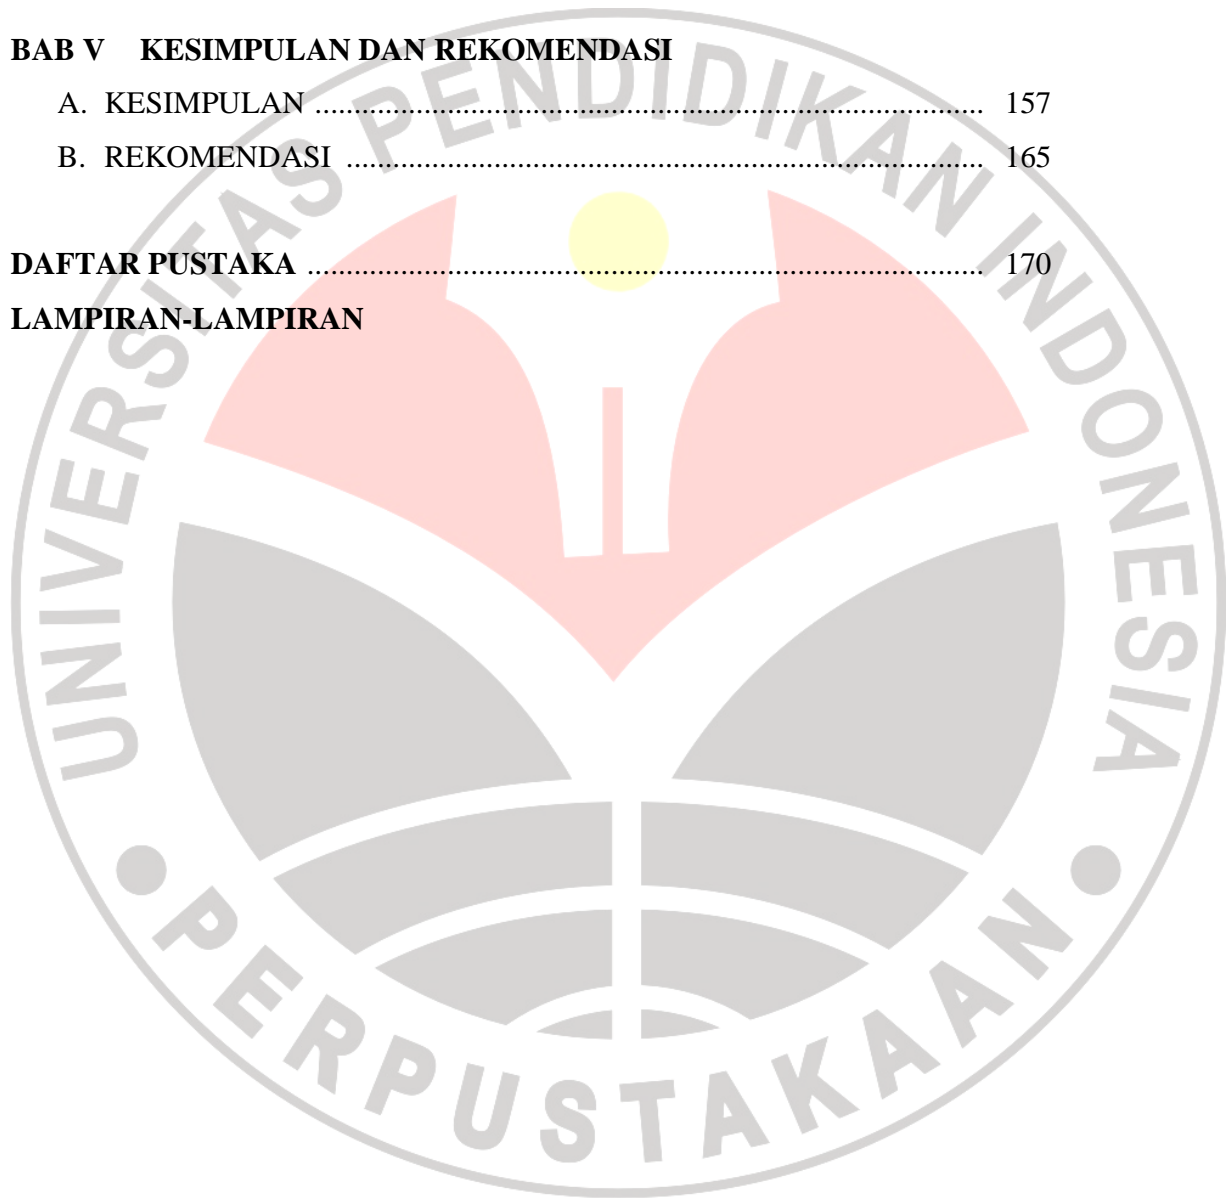 BAB V KESIMPULAN DAN REKOMENDASI
A. KESIMPULAN ...................................................................................... 157
B. REKOMENDASI .................................................................................. 165
DAFTAR PUSTAKA ....................................................................................... 170
LAMPIRAN-LAMPIRAN
UNIVERSITAS PENDIDIKAN INDONESIA
PERPUSTAKAAN